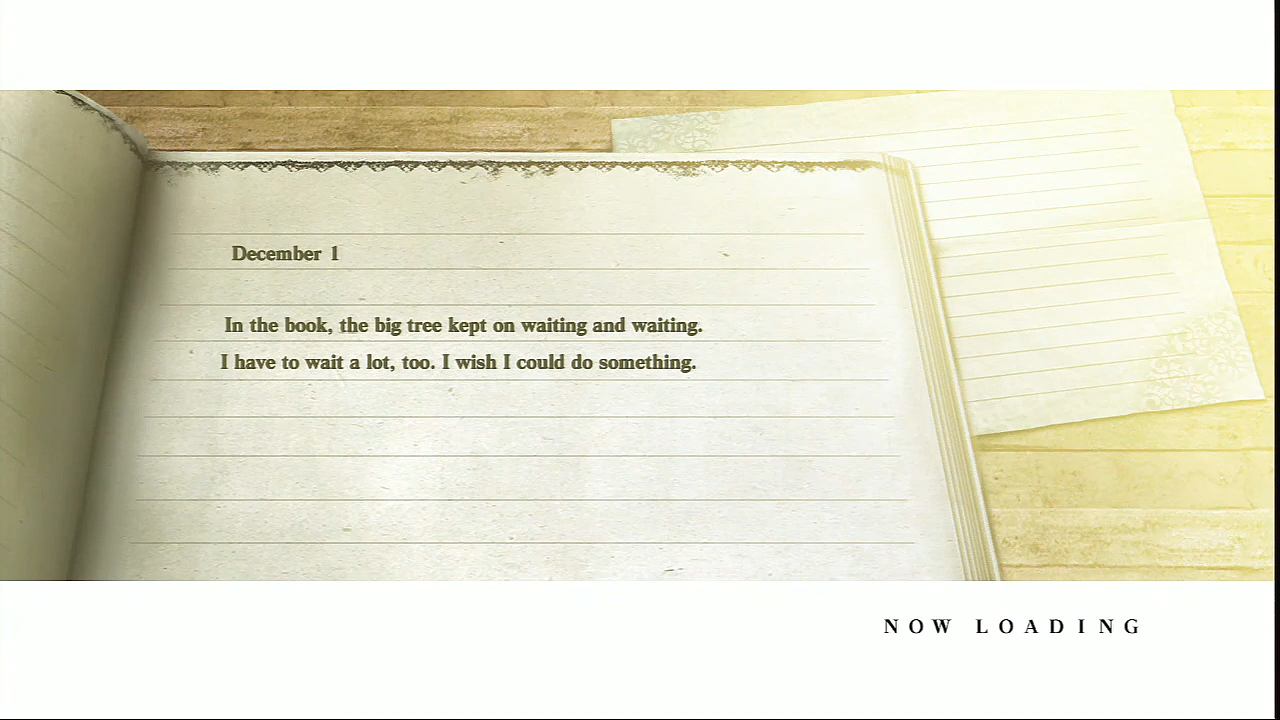 December 1
In the book, the big tree kept on waiting and waiting.
I have to wait a lot, too. I wish I could do something.
NOW LOADING